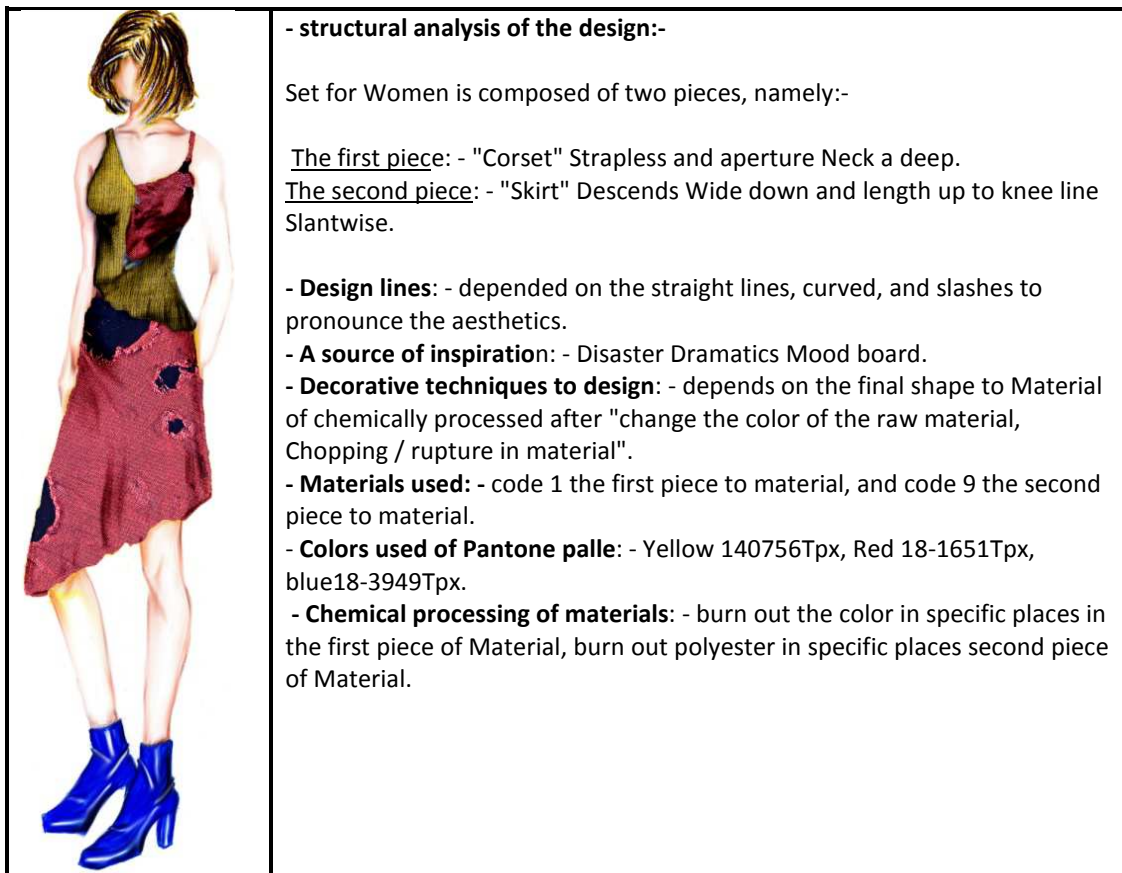 - structural analysis of the design:-
Set for Women is composed of two pieces, namely:-
The first piece: - "Corset" Strapless and aperture Neck a deep.
The second piece: - "Skirt" Descends Wide down and length up to knee line
Slantwise.
- Design lines: - depended on the straight lines, curved, and slashes to
pronounce the aesthetics.
- A source of inspiration: - Disaster Dramatics Mood board.
- Decorative techniques to design: - depends on the final shape to Material
of chemically processed after "change the color of the raw material,
Chopping / rupture in material".
- Materials used: - code 1 the first piece to material, and code 9 the second
piece to material.
- Colors used of Pantone palle: - Yellow 140756Tpx, Red 18-1651Tpx,
blue18-3949Tpx.
- Chemical processing of materials: - burn out the color in specific places in
the first piece of Material, burn out polyester in specific places second piece
of Material.